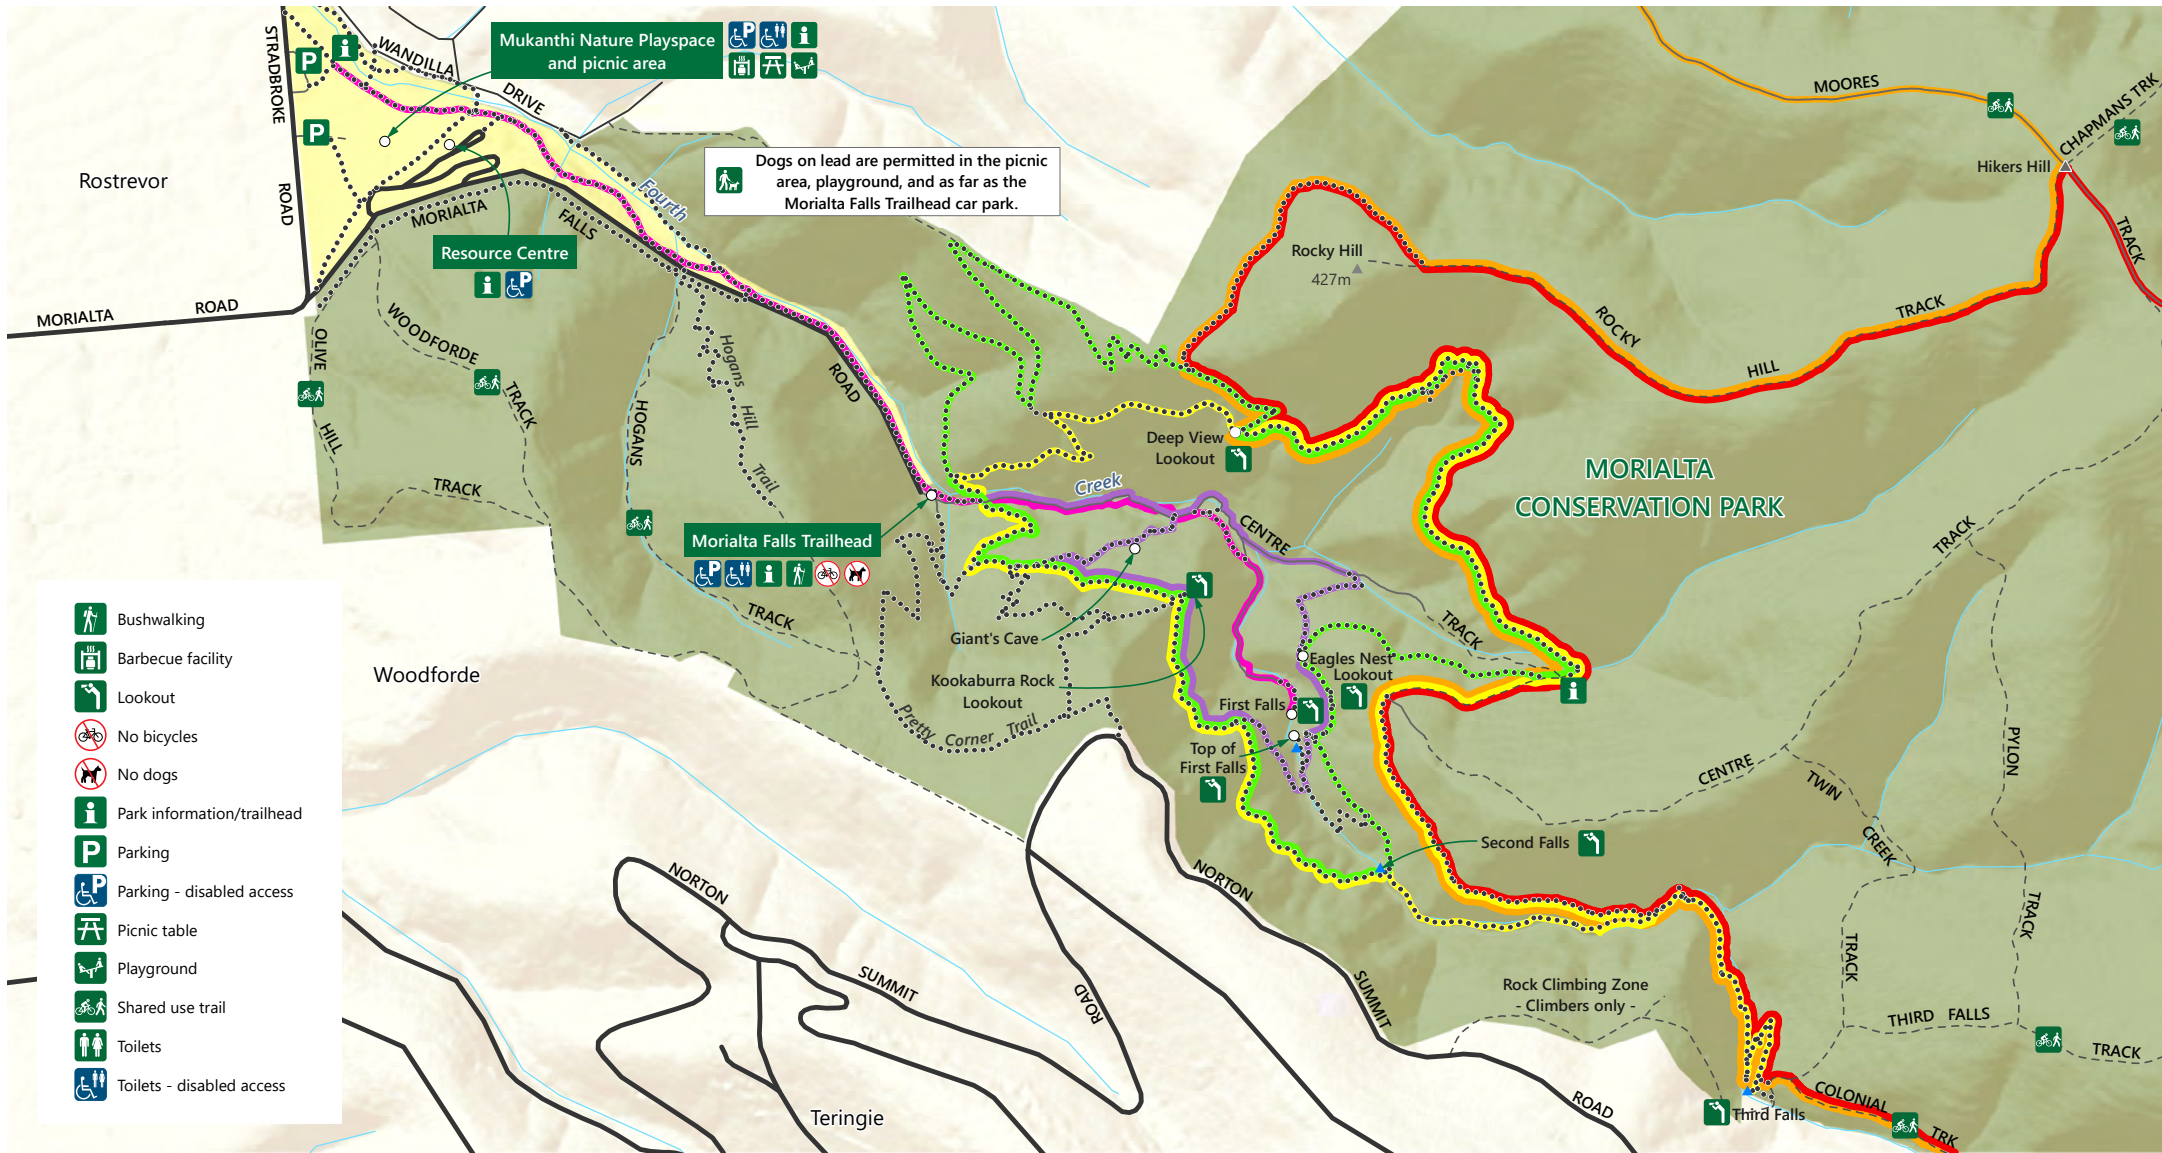 Mukanthi Nature Playspace
and picnic area
WANDILLA
DRIVE
STRADBROKE
ROAD
P
P
i
i
Rostrevor
Dogs on lead are permitted in the picnic
area, playground, and as far as the
Morialta Falls Trailhead car park.
Fourth
MORIALTA
FALLS
ROAD
Resource Centre
i
P
MORIALTA
ROAD
OLIVE
HILL
WOODFORDE
TRACK
TRACK
HOGANS
TRACK
Hogans
Hill
Trail
MOORES
CHAPMANS TRK
Hikers Hill
TRACK
Rocky Hill
427m
ROCKY
HILL
TRACK
Deep View
Lookout
Creek
CENTRE
TRACK
MORIALTA
CONSERVATION PARK
Morialta Falls Trailhead
P
i
Giant's Cave
Kookaburra Rock
Lookout
Pretty
Corner
Trail
Eagles Nest
Lookout
First Falls
Top of
First Falls
i
Second Falls
TRACK
CENTRE
TWIN
CREEK
TRACK
PYLON
TRACK
THIRD FALLS
TRACK
Rock Climbing Zone
- Climbers only -
Third Falls
COLONIAL
TRK
Woodforde
NORTON
SUMMIT
ROAD
NORTON
SUMMIT
ROAD
Teringie
Bushwalking
Barbecue facility
Lookout
No bicycles
No dogs
i Park information/trailhead
P Parking
P Parking - disabled access
Picnic table
Playground
Shared use trail
Toilets
Toilets - disabled access